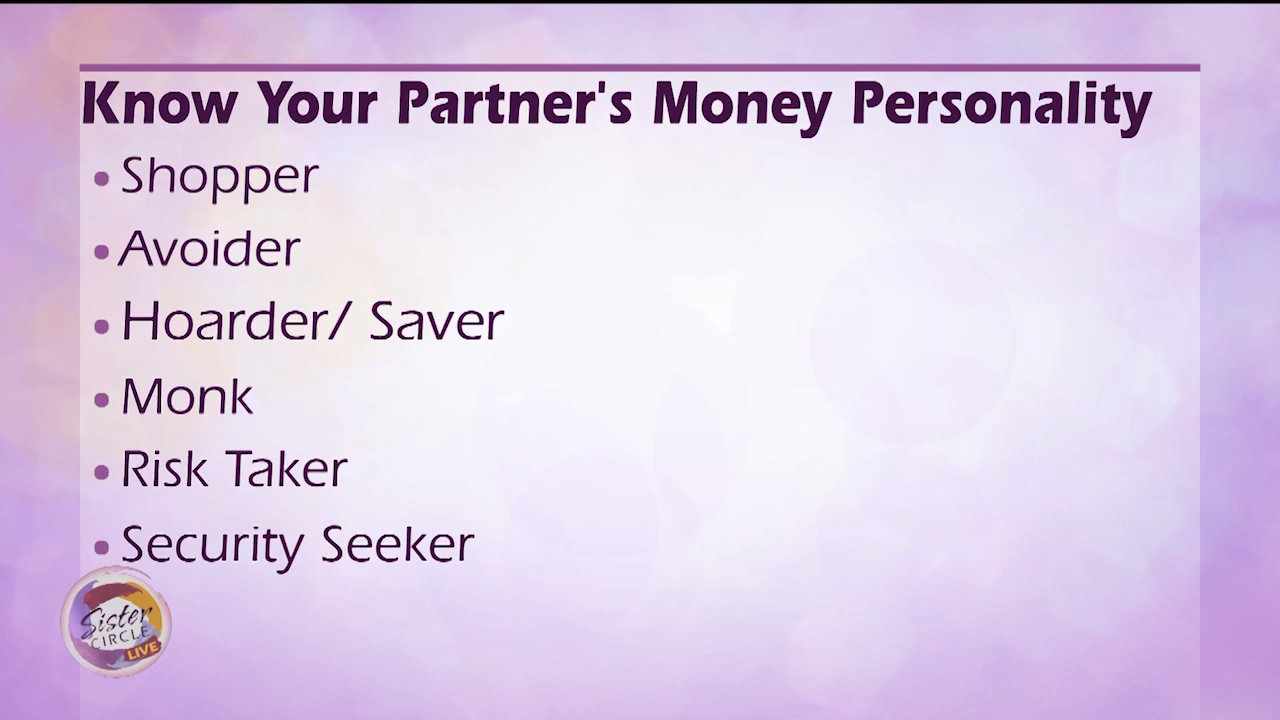 Know Your Partner's Money Personality
• Shopper
• Avoider
• Hoarder/ Saver
• Monk
• Risk Taker
• Security Seeker
Sister
CIRCLE
LIVE